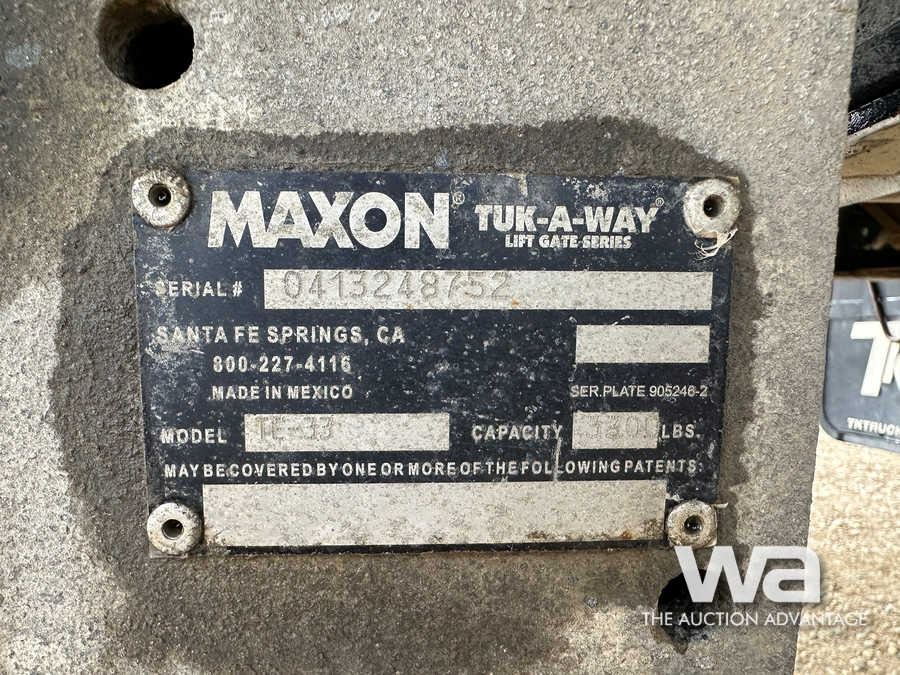 MAXON®
TUK-A-WAY®
LIFT GATE SERIES
SERIAL # 0413248752
SANTA FE SPRINGS, CA
800-227-4116
MADE IN MEXICO
SER. PLATE 905246-2
MODEL TE-33 CAPACITY LBS.
MAY BE COVERED BY ONE OR MORE OF THE FOLLOWING PATENTS:
wa
THE AUCTION ADVANTAGE